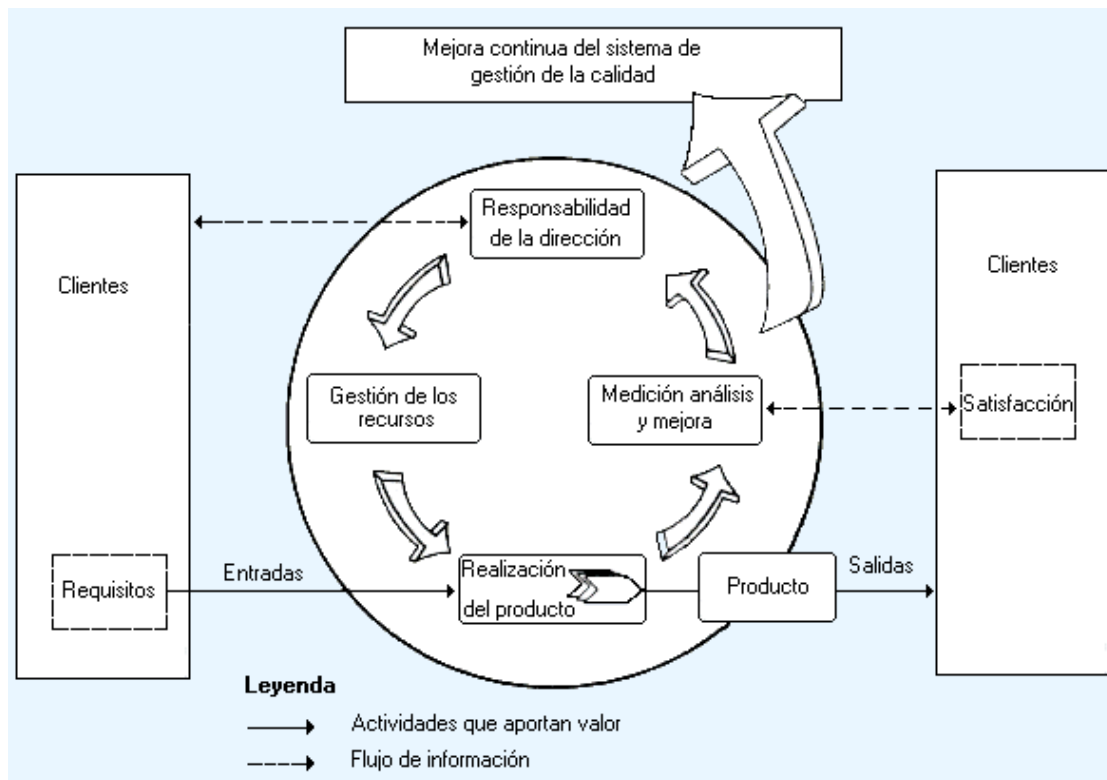 Mejora continua del sistema de
gestión de la calidad
Responsabilidad
de la dirección
Clientes
Clientes
Gestión de los
recursos
Medición análisis
y mejora
Satisfacción
Requisitos
Entradas
Realización
del producto
Producto
Salidas
Leyenda
Actividades que aportan valor
Flujo de información